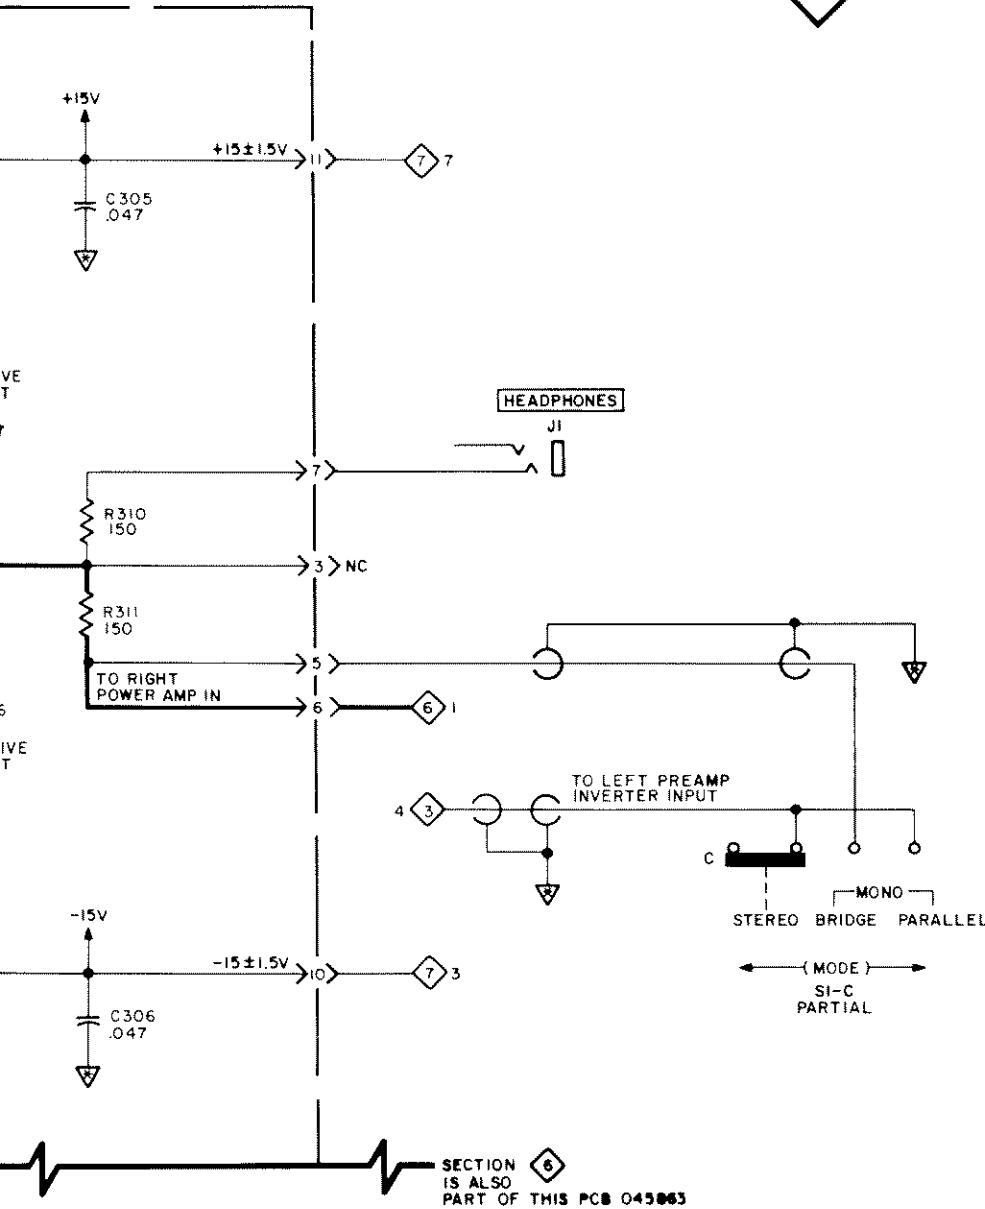 +15V
+15±1.5V
11
7
7
C305
.047
VE
T
HEADPHONES
J1
7
R310
150
3
NC
R311
150
5
TO RIGHT
POWER AMP IN
6
6
1
6
IVE
T
TO LEFT PREAMP
INVERTER INPUT
4
3
C
MONO
STEREO BRIDGE PARALLEL
-15V
-15±1.5V
10
7
3
(MODE)
S1-C
PARTIAL
C306
.047
SECTION 6
IS ALSO
PART OF THIS PCB 045863